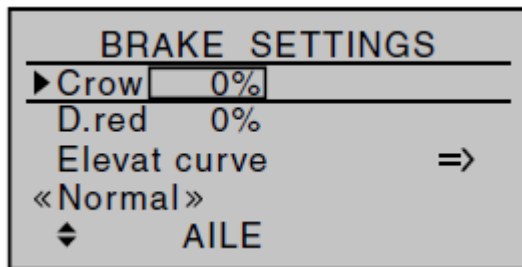 BRAKE SETTINGS
Crow 0%
D.red 0%
Elevat curve =>
«Normal»
AILE